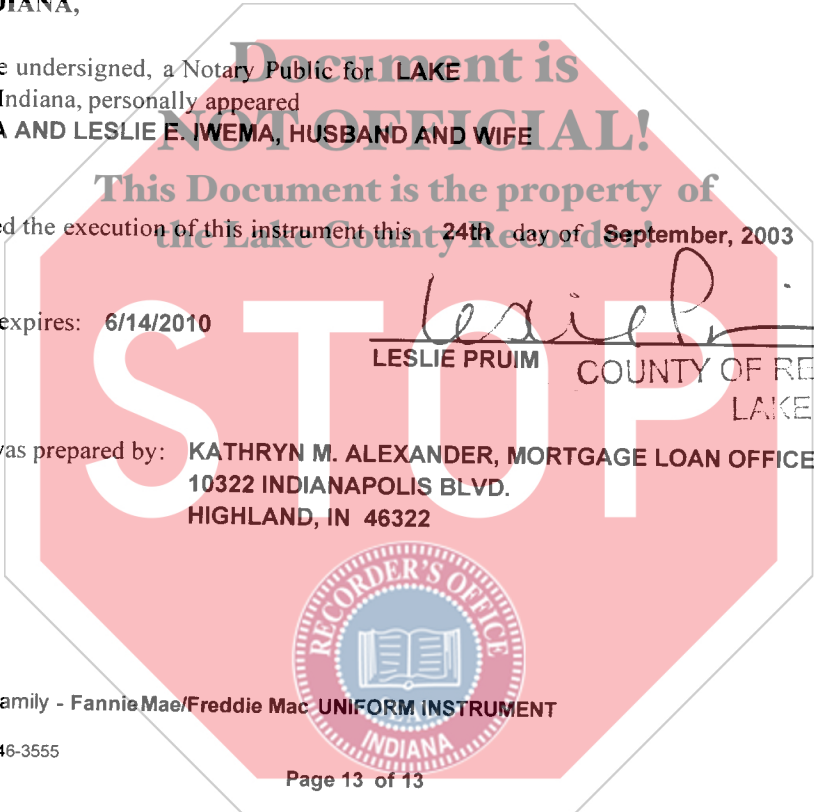 DIANA,
Document is
e undersigned, a Notary Public for LAKE
Indiana, personally appeared
NOT OFFICIAL!
A AND LESLIE E. IWEMA, HUSBAND AND WIFE
This Document is the property of
the Lake County Recorder!
ed the execution of this instrument this 24th day of September, 2003
STOP
expires: 6/14/2010
Leslie Prui
LESLIE PRUIM
COUNTY OF RE
LAKE
was prepared by: KATHRYN M. ALEXANDER, MORTGAGE LOAN OFFICE
10322 INDIANAPOLIS BLVD.
HIGHLAND, IN 46322
RECORDER'S OFFICE
SEAL
INDIANA
amily - Fannie Mae/Freddie Mac UNIFORM INSTRUMENT
46-3555
Page 13 of 13